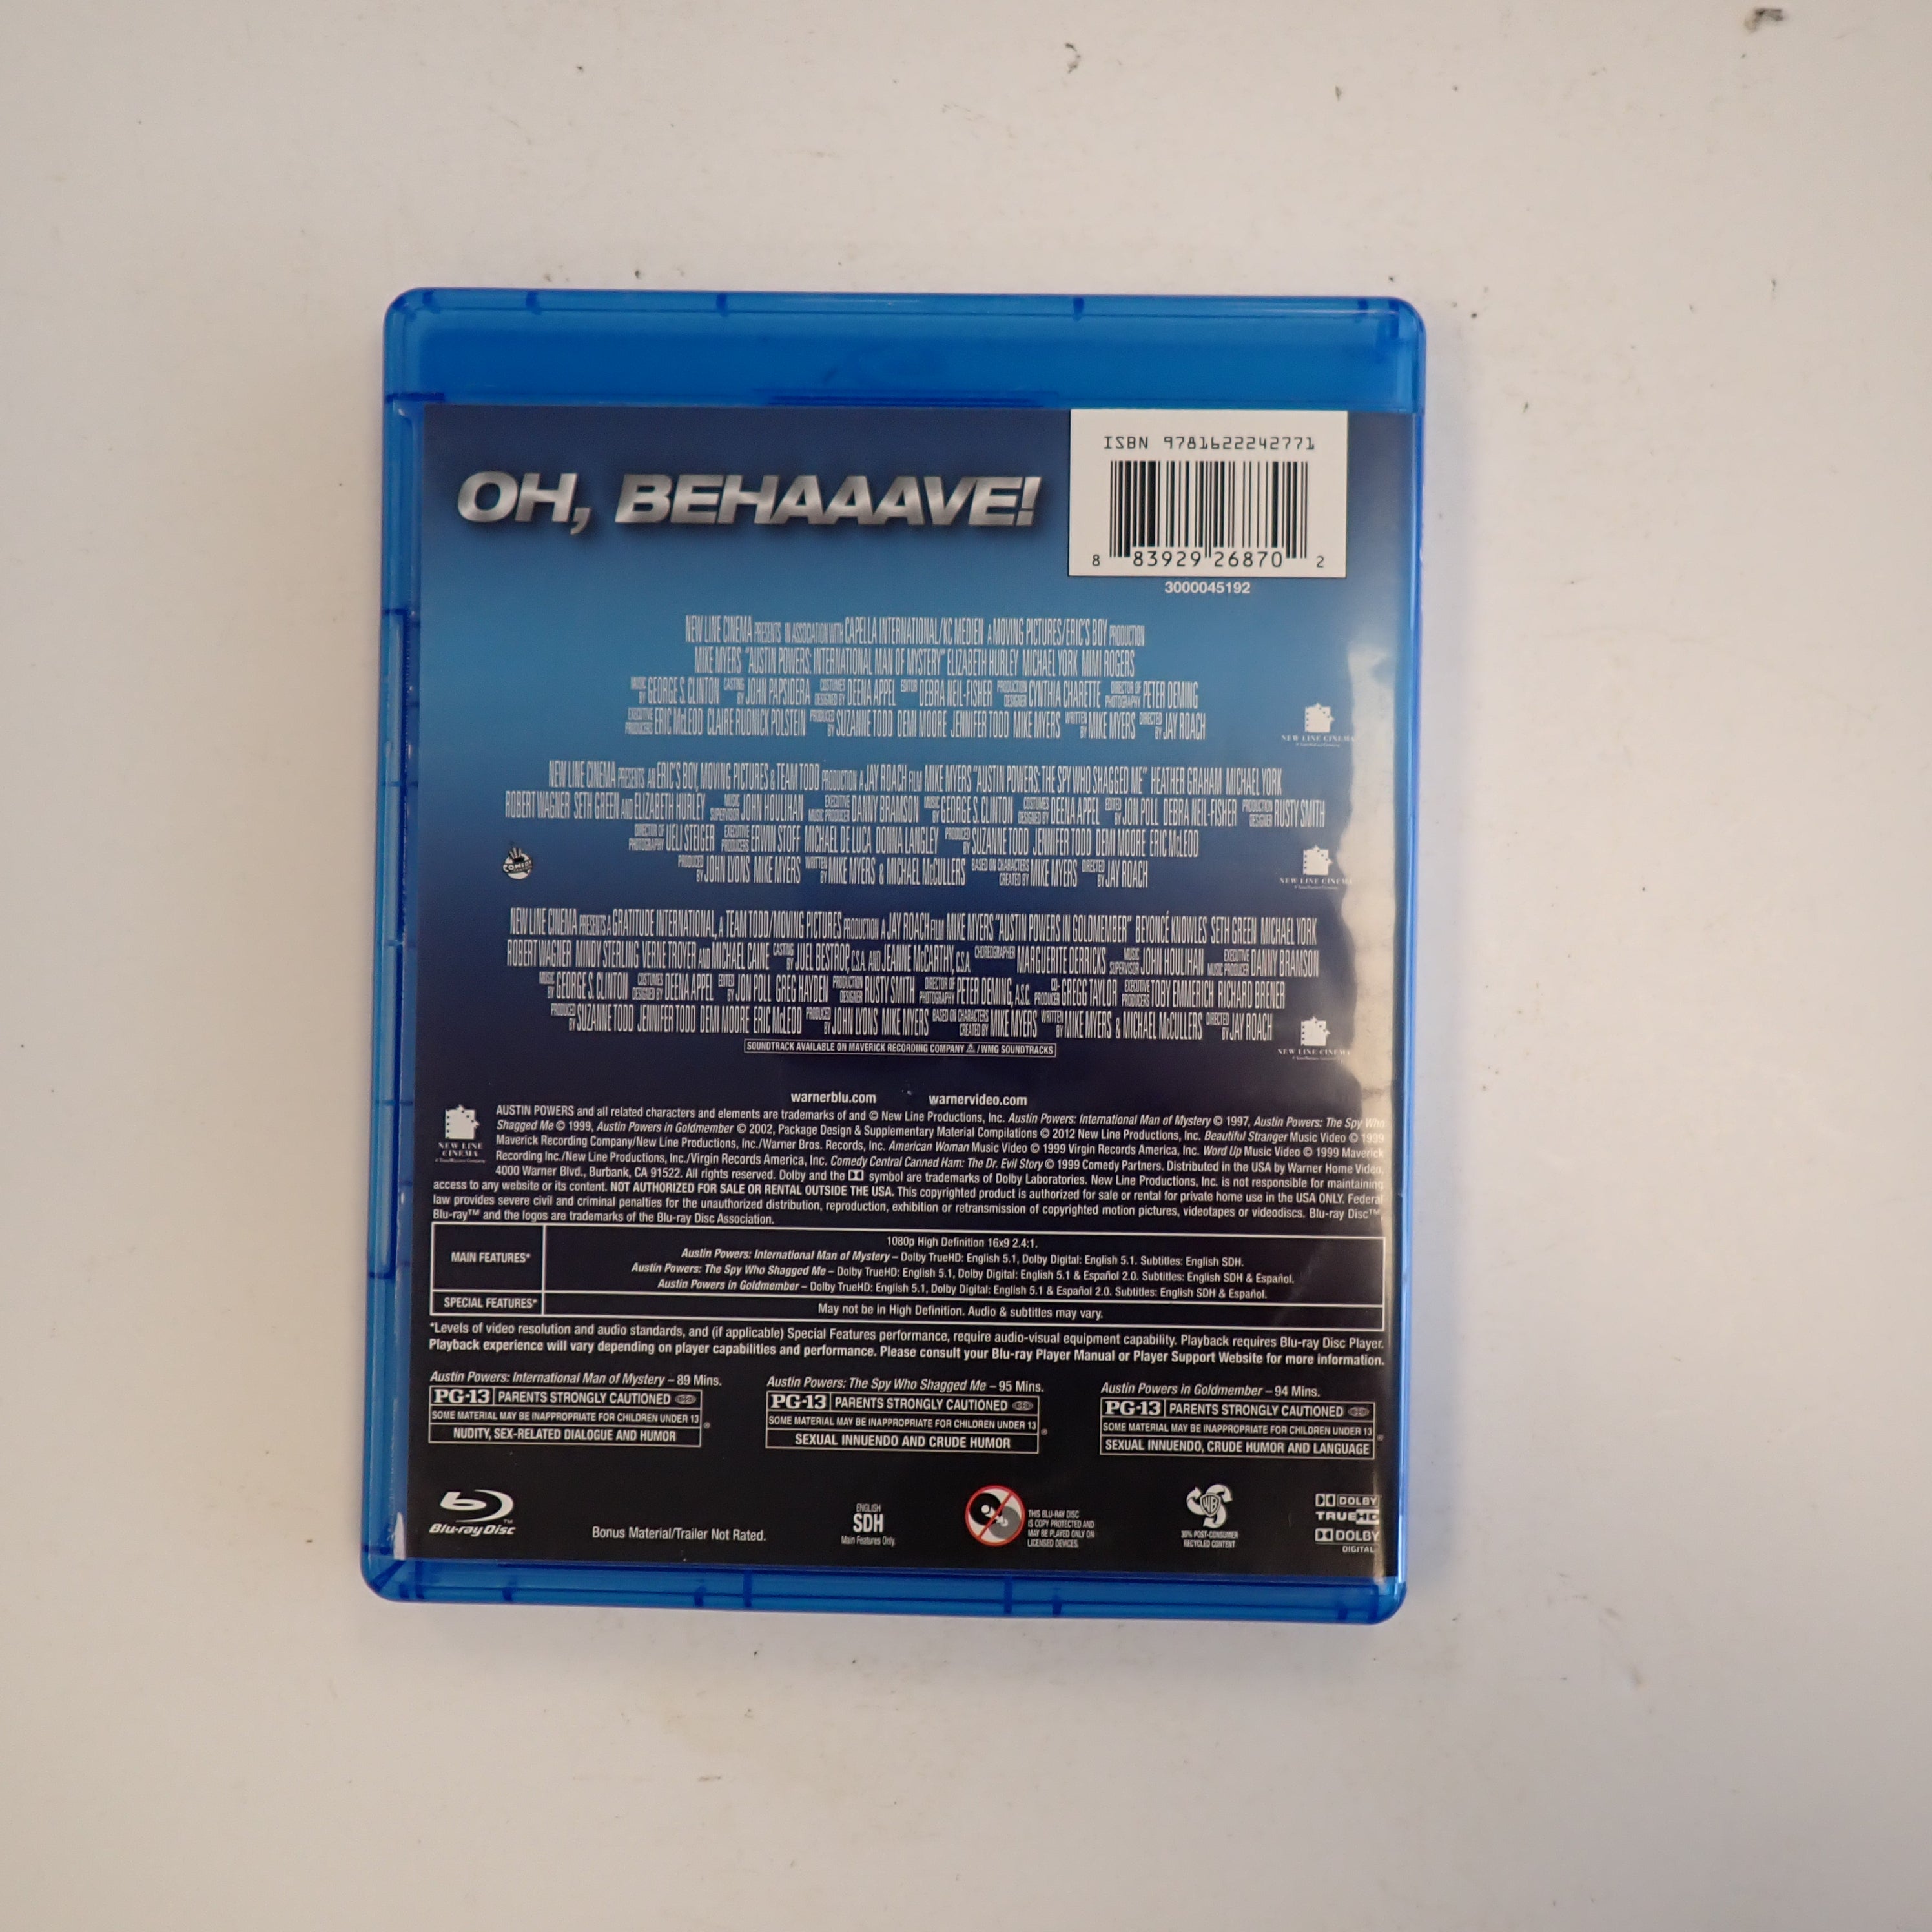 ISBN 9781622242771
OH, BEHAAAVE!
8 83929 26870 2
3000045192
NEW LINE CINEMA PRESENTS IN ASSOCIATION WITH CAPELLA INTERNATIONAL/KC MEDIEN A MOVING PICTURES/ERIC'S BOY PRODUCTION
MIKE MYERS "AUSTIN POWERS: INTERNATIONAL MAN OF MYSTERY" ELIZABETH HURLEY MICHAEL YORK MIMI ROGERS
MUSIC BY GEORGE S. CLINTON CASTING BY JOHN PAPSIDERA COSTUMES DESIGNED BY DEENA APPEL EDITOR DEBRA NEIL-FISHER PRODUCTION DESIGNER CYNTHIA CHARETTE DIRECTOR OF PHOTOGRAPHY PETER DEMING
EXECUTIVE PRODUCERS ERIC McLEOD CLAIRE RUDNICK POLSTEIN PRODUCED BY SUZANNE TODD DEMI MOORE JENNIFER TODD MIKE MYERS WRITTEN BY MIKE MYERS DIRECTED BY JAY ROACH
NEW LINE CINEMA
NEW LINE CINEMA PRESENTS AN ERIC'S BOY, MOVING PICTURES & TEAM TODD PRODUCTION A JAY ROACH FILM MIKE MYERS "AUSTIN POWERS: THE SPY WHO SHAGGED ME" HEATHER GRAHAM MICHAEL YORK
ROBERT WAGNER SETH GREEN AND ELIZABETH HURLEY MUSIC SUPERVISOR JOHN HOULIHAN EXECUTIVE MUSIC PRODUCER DANNY BRAMSON MUSIC BY GEORGE S. CLINTON COSTUMES DESIGNED BY DEENA APPEL EDITED BY JON POLL DEBRA NEIL-FISHER PRODUCTION DESIGNER RUSTY SMITH
DIRECTOR OF PHOTOGRAPHY UELI STEIGER EXECUTIVE PRODUCERS ERWIN STOFF MICHAEL DE LUCA DONNA LANGLEY PRODUCED BY SUZANNE TODD JENNIFER TODD DEMI MOORE ERIC McLEOD
PRODUCED BY JOHN LYONS MIKE MYERS WRITTEN BY MIKE MYERS & MICHAEL McCULLERS BASED ON CHARACTERS CREATED BY MIKE MYERS DIRECTED BY JAY ROACH
NEW LINE CINEMA
NEW LINE CINEMA PRESENTS A GRATITUDE INTERNATIONAL, A TEAM TODD/MOVING PICTURES PRODUCTION A JAY ROACH FILM MIKE MYERS "AUSTIN POWERS IN GOLDMEMBER" BEYONCÉ KNOWLES SETH GREEN MICHAEL YORK
ROBERT WAGNER MINDY STERLING VERNE TROYER AND MICHAEL CAINE CASTING BY JUEL BESTROP, C.S.A. AND JEANNE McCARTHY, C.S.A. CHOREOGRAPHER MARGUERITE DERRICKS MUSIC SUPERVISOR JOHN HOULIHAN EXECUTIVE MUSIC PRODUCER DANNY BRAMSON
MUSIC BY GEORGE S. CLINTON COSTUMES DESIGNED BY DEENA APPEL EDITED BY JON POLL GREG HAYDEN PRODUCTION DESIGNER RUSTY SMITH DIRECTOR OF PHOTOGRAPHY PETER DEMING, A.S.C. CO-PRODUCER GREGG TAYLOR EXECUTIVE PRODUCERS TOBY EMMERICH RICHARD BRENER
PRODUCED BY SUZANNE TODD JENNIFER TODD DEMI MOORE ERIC McLEOD PRODUCED BY JOHN LYONS MIKE MYERS BASED ON CHARACTERS CREATED BY MIKE MYERS WRITTEN BY MIKE MYERS & MICHAEL McCULLERS DIRECTED BY JAY ROACH
NEW LINE CINEMA
SOUNDTRACK AVAILABLE ON MAVERICK RECORDING COMPANY / WMG SOUNDTRACKS
warnerblu.com warnervideo.com
NEW LINE CINEMA
AUSTIN POWERS and all related characters and elements are trademarks of and © New Line Productions, Inc. Austin Powers: International Man of Mystery © 1997, Austin Powers: The Spy Who
Shagged Me © 1999, Austin Powers in Goldmember © 2002, Package Design & Supplementary Material Compilations © 2012 New Line Productions, Inc. Beautiful Stranger Music Video © 1999
Maverick Recording Company/New Line Productions, Inc./Warner Bros. Records, Inc. American Woman Music Video © 1999 Virgin Records America, Inc. Word Up Music Video © 1999 Maverick
Recording Inc./New Line Productions, Inc./Virgin Records America, Inc. Comedy Central Canned Ham: The Dr. Evil Story © 1999 Comedy Partners. Distributed in the USA by Warner Home Video,
4000 Warner Blvd., Burbank, CA 91522. All rights reserved. Dolby and the symbol are trademarks of Dolby Laboratories. New Line Productions, Inc. is not responsible for maintaining
access to any website or its content. NOT AUTHORIZED FOR SALE OR RENTAL OUTSIDE THE USA. This copyrighted product is authorized for sale or rental for private home use in the USA ONLY. Federal
law provides severe civil and criminal penalties for the unauthorized distribution, reproduction, exhibition or retransmission of copyrighted motion pictures, videotapes or videodiscs. Blu-ray Disc™,
Blu-ray™ and the logos are trademarks of the Blu-ray Disc Association.
MAIN FEATURES*
1080p High Definition 16x9 2.4:1.
Austin Powers: International Man of Mystery – Dolby TrueHD: English 5.1, Dolby Digital: English 5.1. Subtitles: English SDH.
Austin Powers: The Spy Who Shagged Me – Dolby TrueHD: English 5.1, Dolby Digital: English 5.1 & Español 2.0. Subtitles: English SDH & Español.
Austin Powers in Goldmember – Dolby TrueHD: English 5.1, Dolby Digital: English 5.1 & Español 2.0. Subtitles: English SDH & Español.
SPECIAL FEATURES* May not be in High Definition. Audio & subtitles may vary.
*Levels of video resolution and audio standards, and (if applicable) Special Features performance, require audio-visual equipment capability. Playback requires Blu-ray Disc Player.
Playback experience will vary depending on player capabilities and performance. Please consult your Blu-ray Player Manual or Player Support Website for more information.
Austin Powers: International Man of Mystery – 89 Mins.
PG-13 PARENTS STRONGLY CAUTIONED
SOME MATERIAL MAY BE INAPPROPRIATE FOR CHILDREN UNDER 13
NUDITY, SEX-RELATED DIALOGUE AND HUMOR
Austin Powers: The Spy Who Shagged Me – 95 Mins.
PG-13 PARENTS STRONGLY CAUTIONED
SOME MATERIAL MAY BE INAPPROPRIATE FOR CHILDREN UNDER 13
SEXUAL INNUENDO AND CRUDE HUMOR
Austin Powers in Goldmember – 94 Mins.
PG-13 PARENTS STRONGLY CAUTIONED
SOME MATERIAL MAY BE INAPPROPRIATE FOR CHILDREN UNDER 13
SEXUAL INNUENDO, CRUDE HUMOR AND LANGUAGE
Blu-ray Disc™
Bonus Material/Trailer Not Rated.
ENGLISH
SDH
Main Features Only.
THIS BLU-RAY DISC
IS COPY PROTECTED AND
MAY BE PLAYED ONLY ON
LICENSED DEVICES.
WB
30% POST-CONSUMER
RECYCLED CONTENT
DOLBY
TRUEHD
DOLBY
DIGITAL